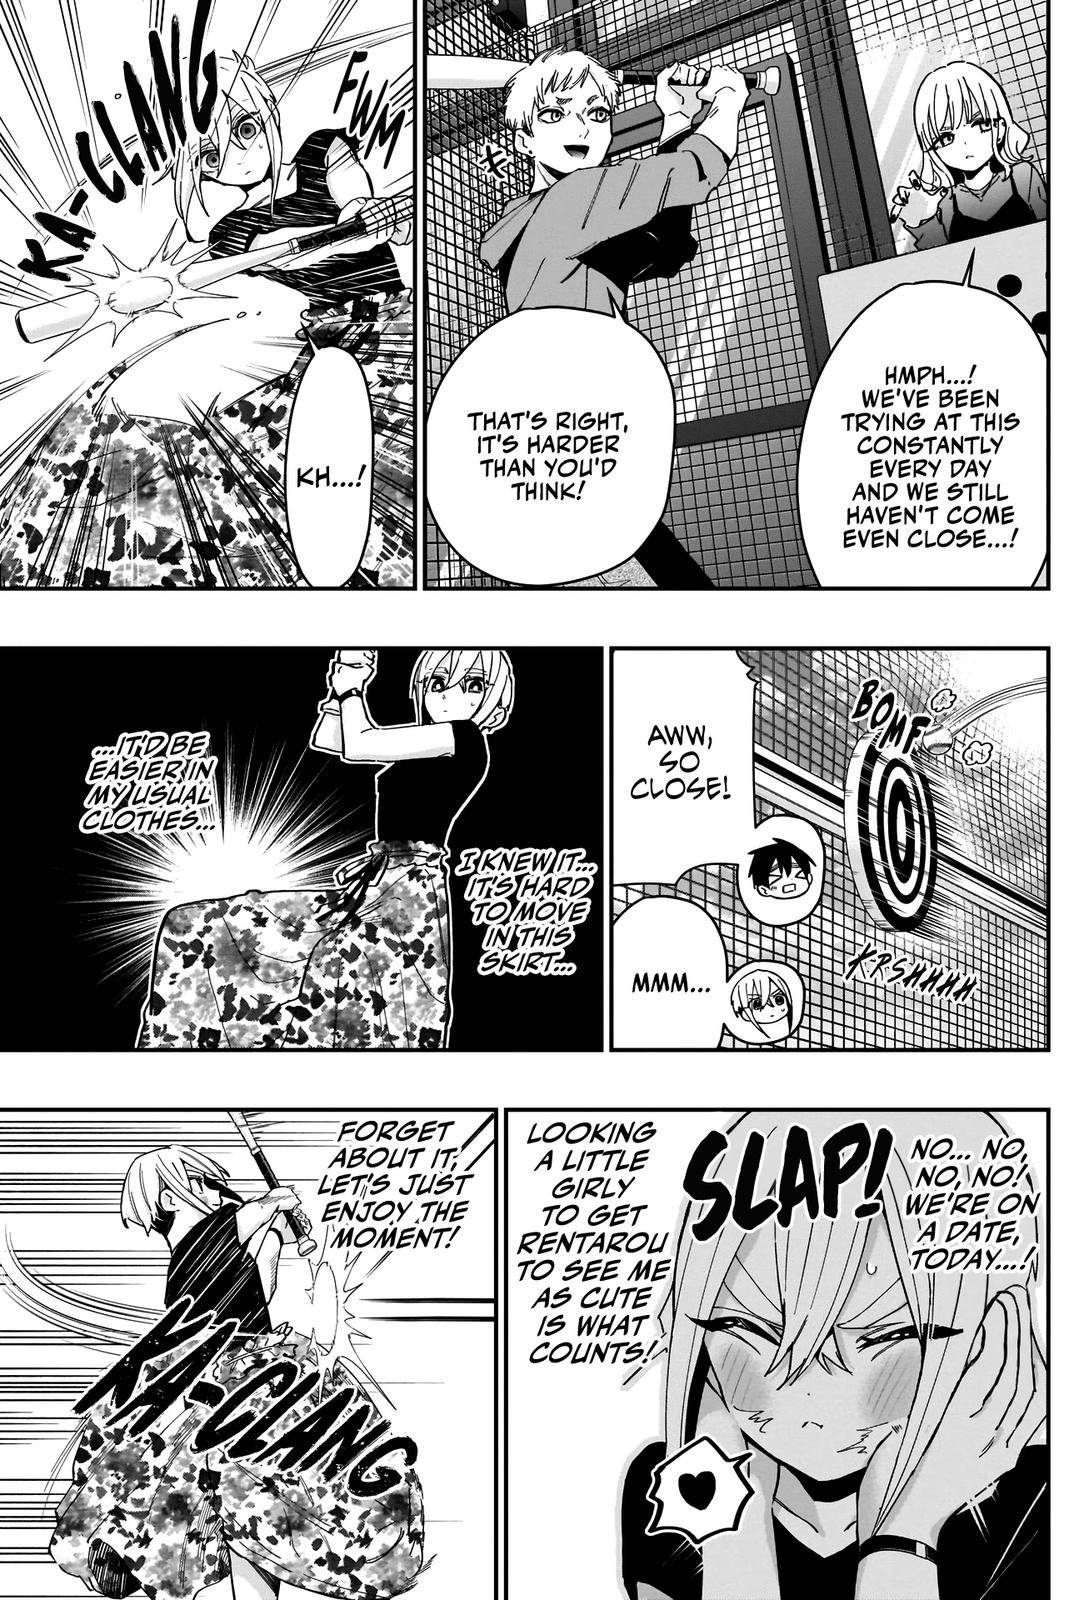 HMPH...!
WE'VE BEEN
TRYING AT THIS
CONSTANTLY
EVERY DAY
AND WE STILL
HAVEN'T COME
EVEN CLOSE...!
THAT'S RIGHT,
IT'S HARDER
THAN YOU'D
THINK!
FWM
KA-CLANG
KH...!
BOMF
AWW,
SO
CLOSE!
KRSHHHH
MMM...
I KNEW IT...
IT'S HARD
TO MOVE
IN THIS
SKIRT...
...IT'D BE
EASIER IN
MY USUAL
CLOTHES...
NO... NO,
NO, NO!
WE'RE ON
A DATE,
TODAY...!
SLAP!
LOOKING
A LITTLE
GIRLY
TO GET
RENTAROU
TO SEE ME
AS CUTE
IS WHAT
COUNTS!
FORGET
ABOUT IT,
LET'S JUST
ENJOY THE
MOMENT!
KA-CLANG